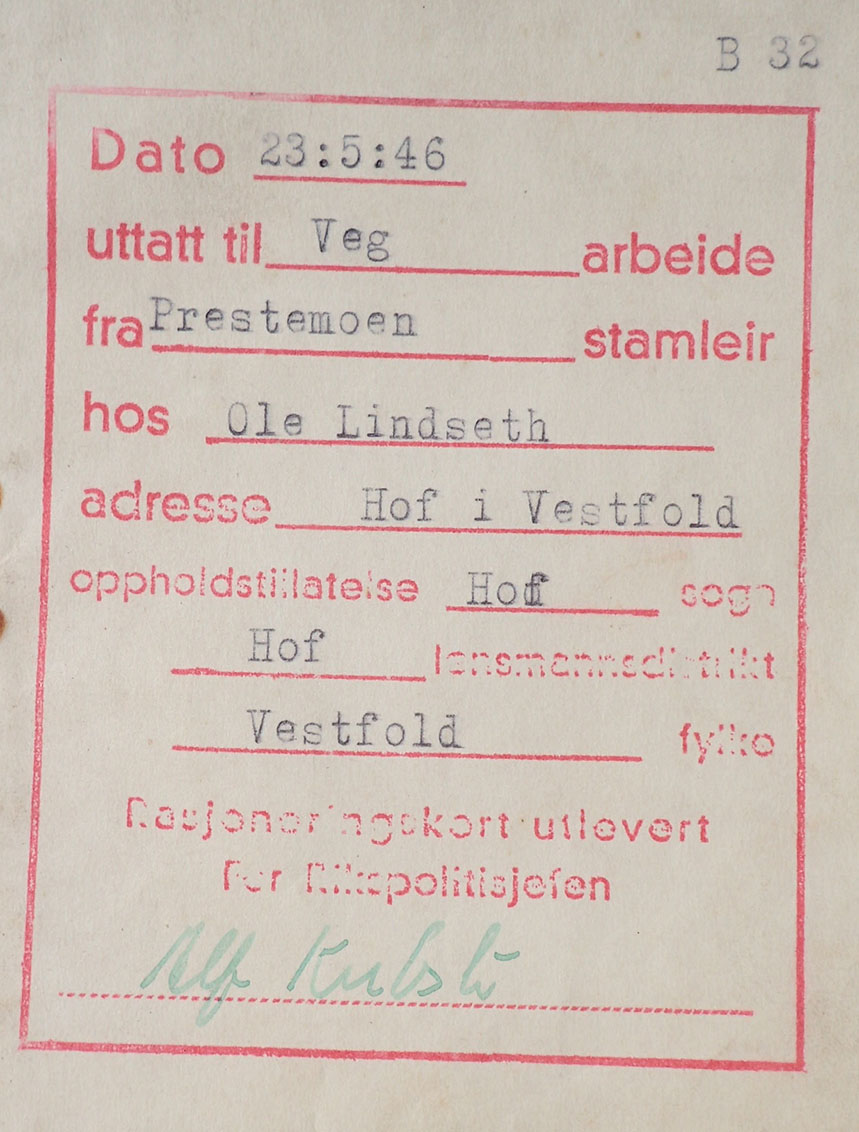 B 32
Dato 23:5:46
uttatt til Veg arbeide
fra Prestemoen stamleir
hos Ole Lindseth
adresse Hof i Vestfold
oppholdstillatelse Hof sogn
Hof lensmannsdistrikt
Vestfold fylke
Rasjoneringskort utlevert
For Rikspolitisjefen
Alf